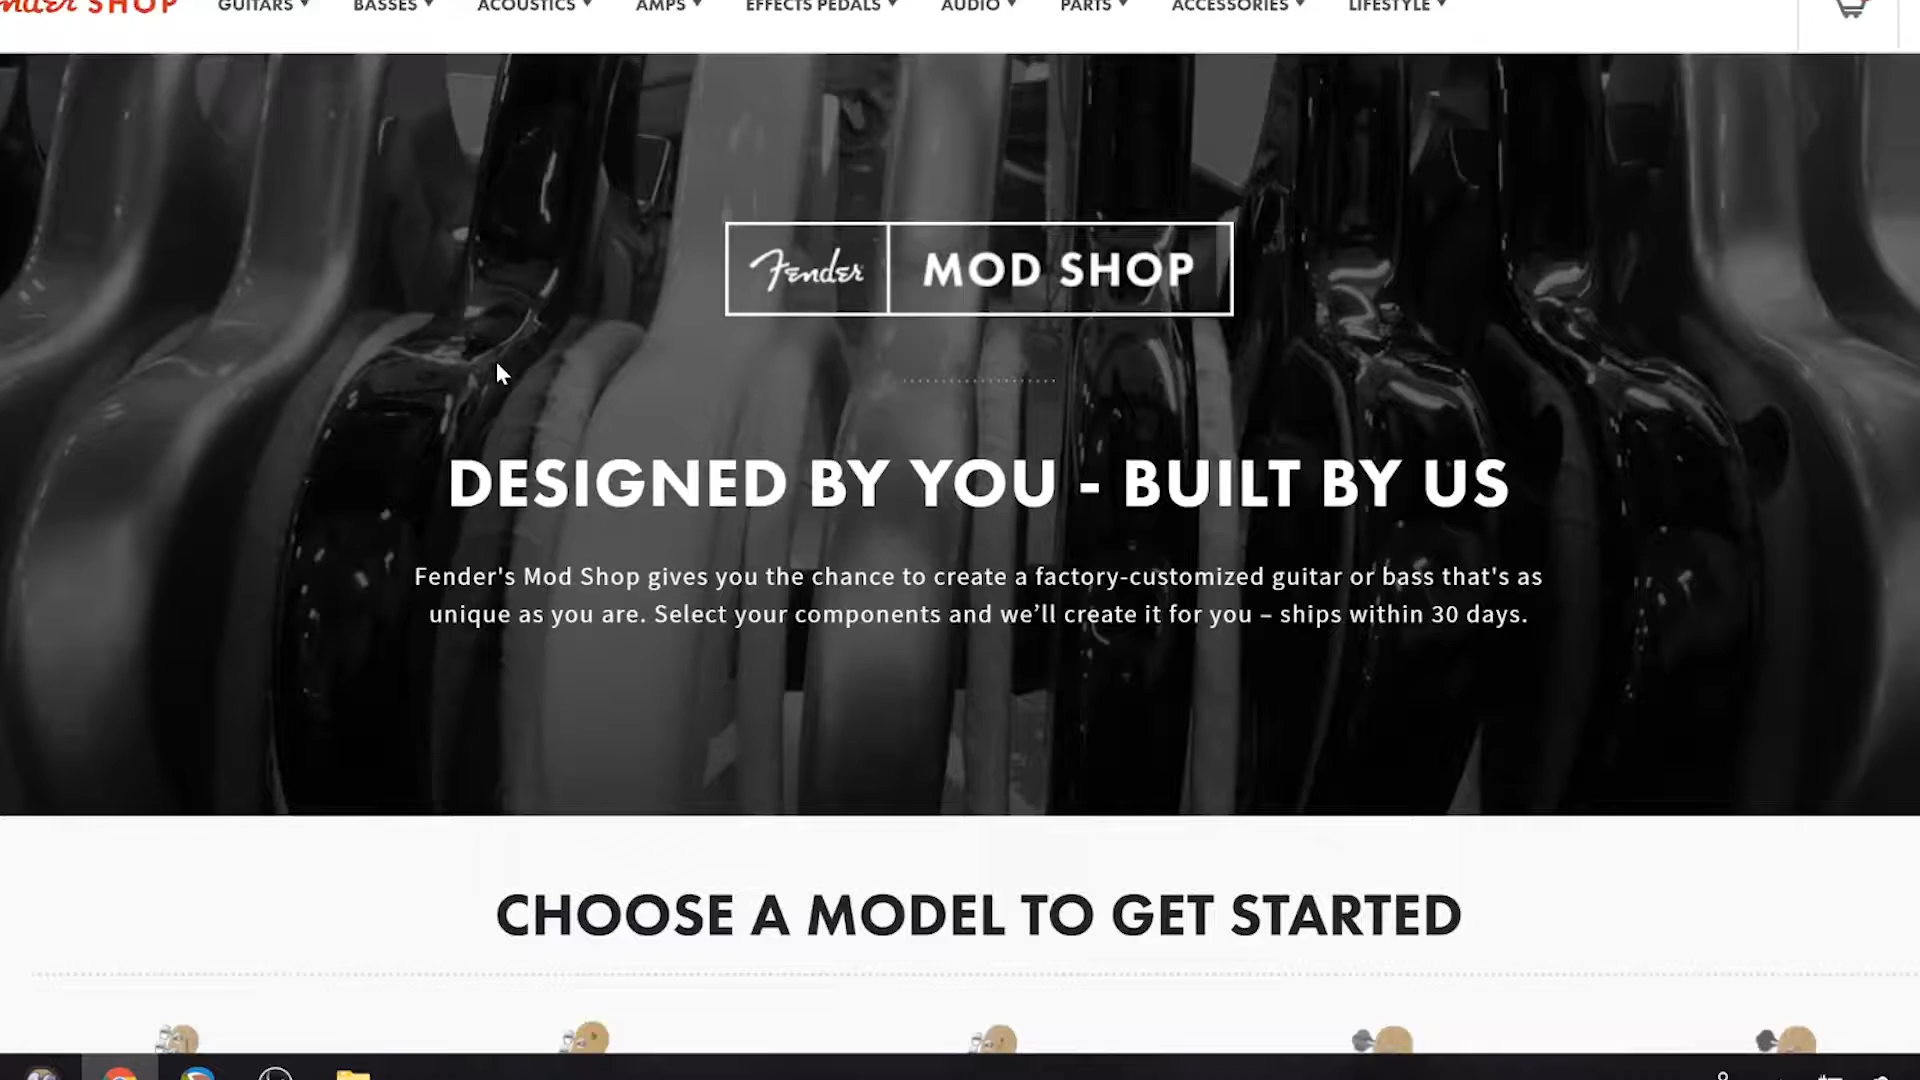 Fender SHOP GUITARS BASSES ACOUSTICS AMPS EFFECTS PEDALS AUDIO PARTS ACCESSORIES LIFESTYLE
Fender MOD SHOP
DESIGNED BY YOU - BUILT BY US
Fender's Mod Shop gives you the chance to create a factory-customized guitar or bass that's as
unique as you are. Select your components and we’ll create it for you – ships within 30 days.
CHOOSE A MODEL TO GET STARTED